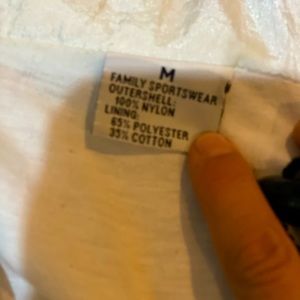 M
FAMILY SPORTSWEAR
OUTERSHELL:
100% NYLON
LINING:
65% POLYESTER
35% COTTON